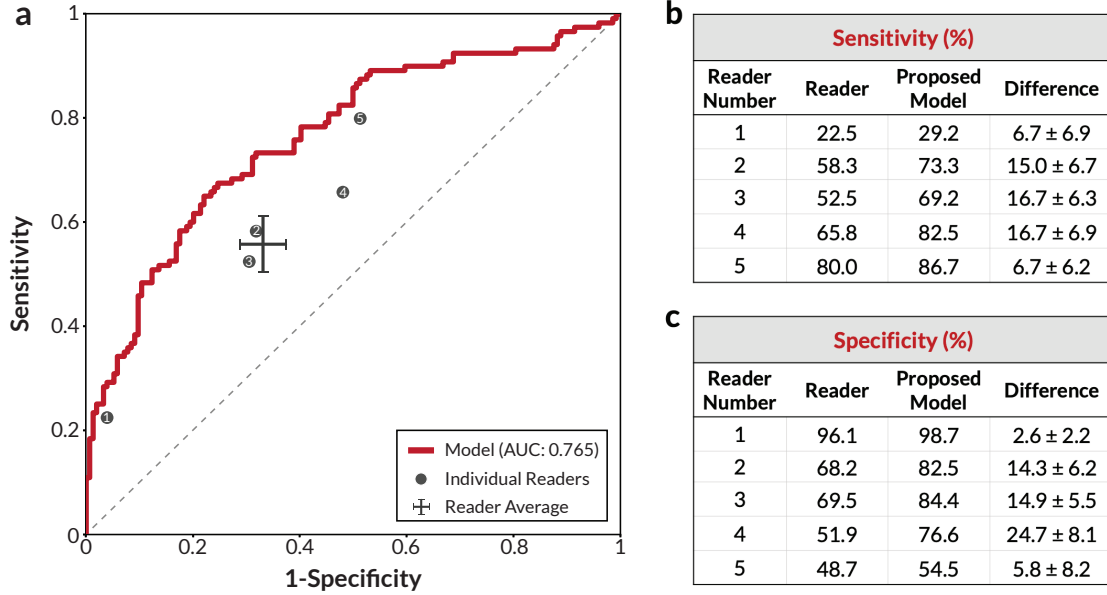 a
1
0.8
0.6
0.4
0.2
0
0
0.2
0.4
0.6
0.8
1
Sensitivity
1-Specificity
1
2
3
4
5
Model (AUC: 0.765)
Individual Readers
Reader Average
b
Sensitivity (%)
Reader Number Reader Proposed Model Difference
1 22.5 29.2 6.7 ± 6.9
2 58.3 73.3 15.0 ± 6.7
3 52.5 69.2 16.7 ± 6.3
4 65.8 82.5 16.7 ± 6.9
5 80.0 86.7 6.7 ± 6.2
c
Specificity (%)
Reader Number Reader Proposed Model Difference
1 96.1 98.7 2.6 ± 2.2
2 68.2 82.5 14.3 ± 6.2
3 69.5 84.4 14.9 ± 5.5
4 51.9 76.6 24.7 ± 8.1
5 48.7 54.5 5.8 ± 8.2